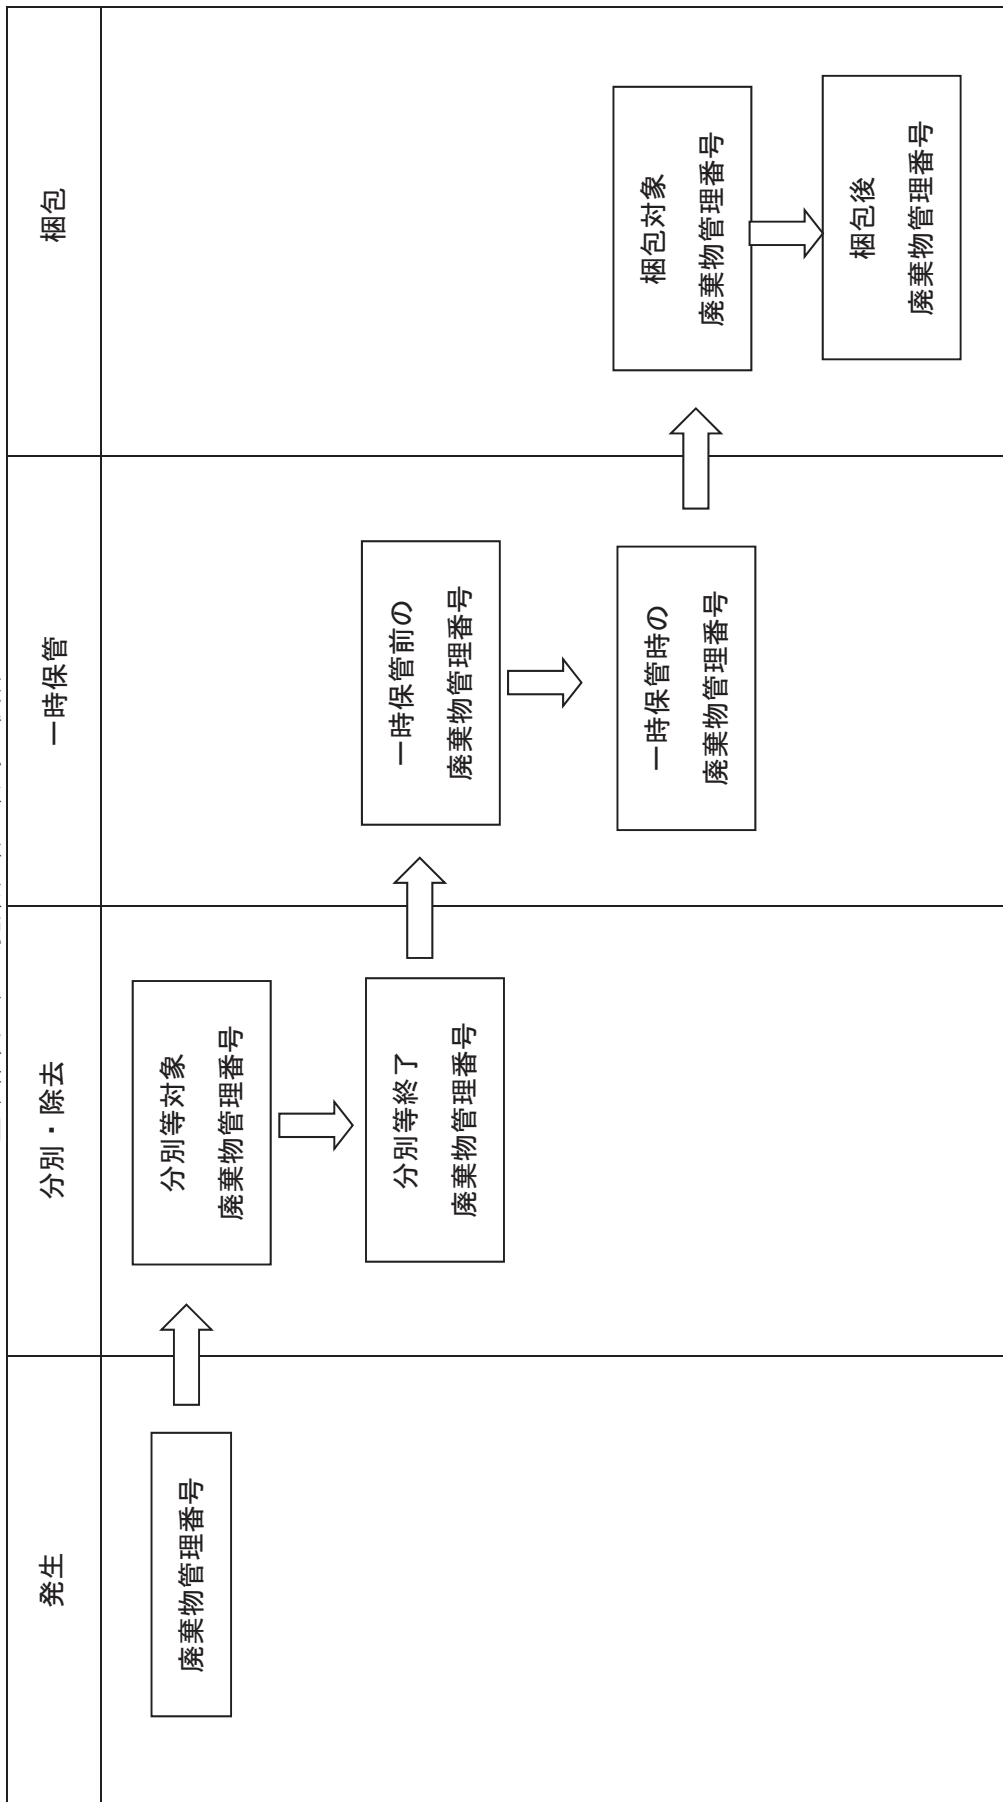 発生
分別・除去
一時保管
梱包
廃棄物管理番号
分別等対象
廃棄物管理番号
分別等終了
廃棄物管理番号
一時保管前の
廃棄物管理番号
一時保管時の
廃棄物管理番号
梱包対象
廃棄物管理番号
梱包後
廃棄物管理番号